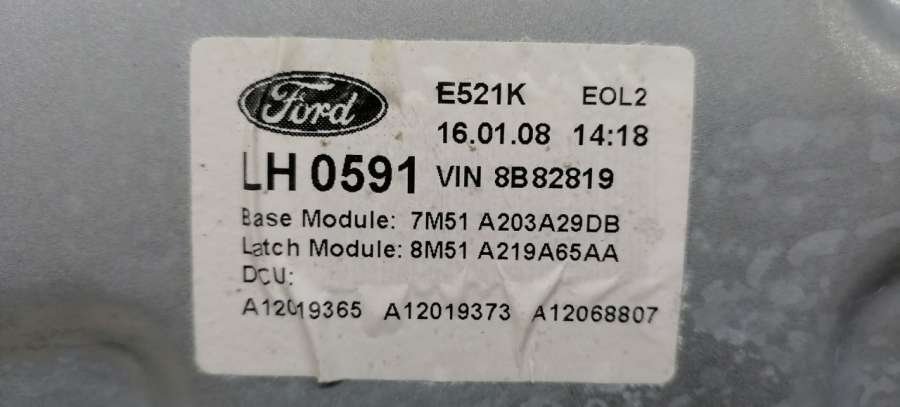 Ford E521K EOL2
16.01.08 14:18
LH 0591 VIN 8B82819
Base Module: 7M51 A203A29DB
Latch Module: 8M51 A219A65AA
DCU:
A12019365 A12019373 A12068807